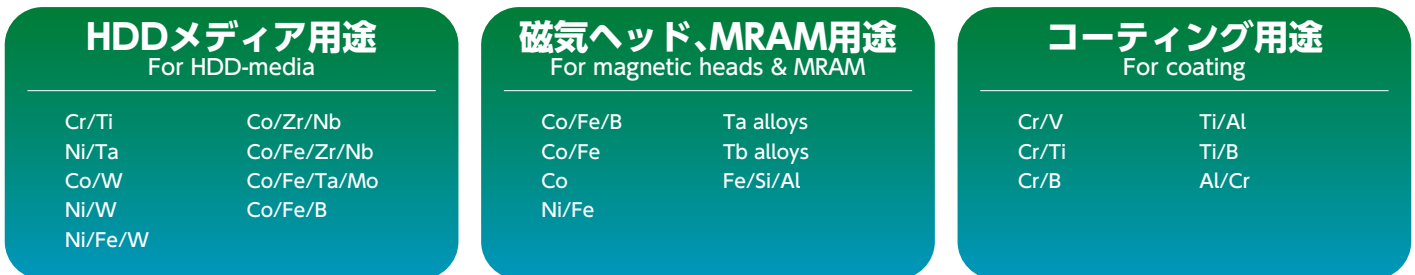 HDDメディア用途
For HDD-media
Cr/Ti
Ni/Ta
Co/W
Ni/W
Ni/Fe/W
Co/Zr/Nb
Co/Fe/Zr/Nb
Co/Fe/Ta/Mo
Co/Fe/B
磁気ヘッド、MRAM用途
For magnetic heads & MRAM
Co/Fe/B
Co/Fe
Co
Ni/Fe
Ta alloys
Tb alloys
Fe/Si/Al
コーティング用途
For coating
Cr/V
Cr/Ti
Cr/B
Ti/Al
Ti/B
Al/Cr